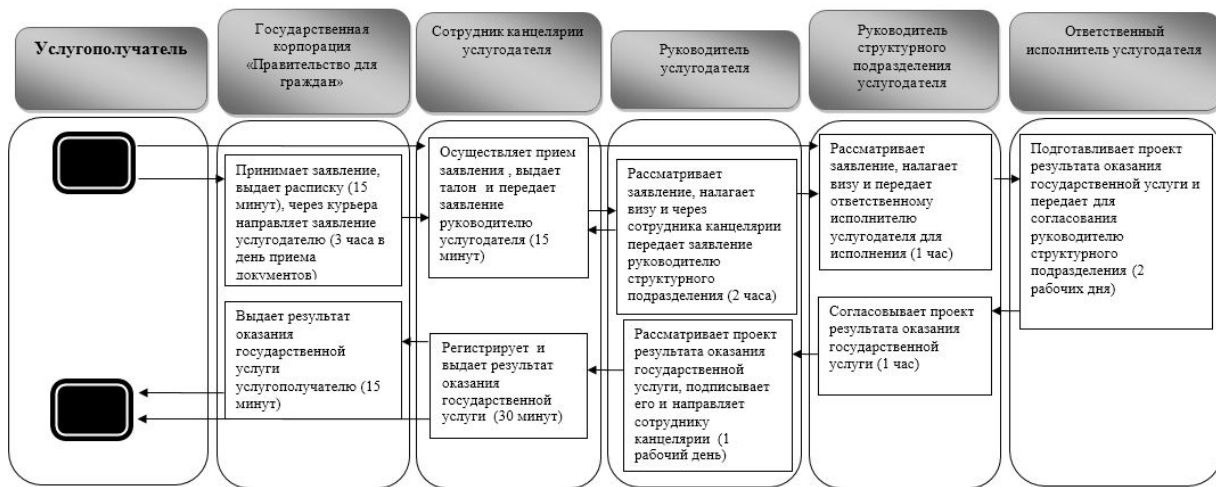 Услугополучатель
Государственная
корпорация
«Правительство для
граждан»
Сотрудник канцелярии
услугодателя
Руководитель
услугодателя
Руководитель
структурного
подразделения
услугодателя
Ответственный
исполнитель услугодателя
Принимает заявление,
выдает расписку (15
минут), через курьера
направляет заявление
услугодателю (3 часа в
день приема
документов)
Осуществляет прием
заявления , выдает
талон и передает
заявление
руководителю
услугодателя (15
минут)
Рассматривает
заявление, налагает
визу и через
сотрудника канцелярии
передает заявление
руководителю
структурного
подразделения (2 часа)
Рассматривает
заявление, налагает
визу и передает
ответственному
исполнителю
услугодателя для
исполнения (1 час)
Подготавливает проект
результата оказания
государственной услуги и
передает для
согласования
руководителю
структурного
подразделения (2
рабочих дня)
Выдает результат
оказания
государственной
услуги
услугополучателю (15
минут)
Регистрирует и
выдает результат
оказания
государственной
услуги (30 минут)
Рассматривает проект
результата оказания
государственной
услуги, подписывает
его и направляет
сотруднику
канцелярии (1
рабочий день)
Согласовывает проект
результата оказания
государственной
услуги (1 час)